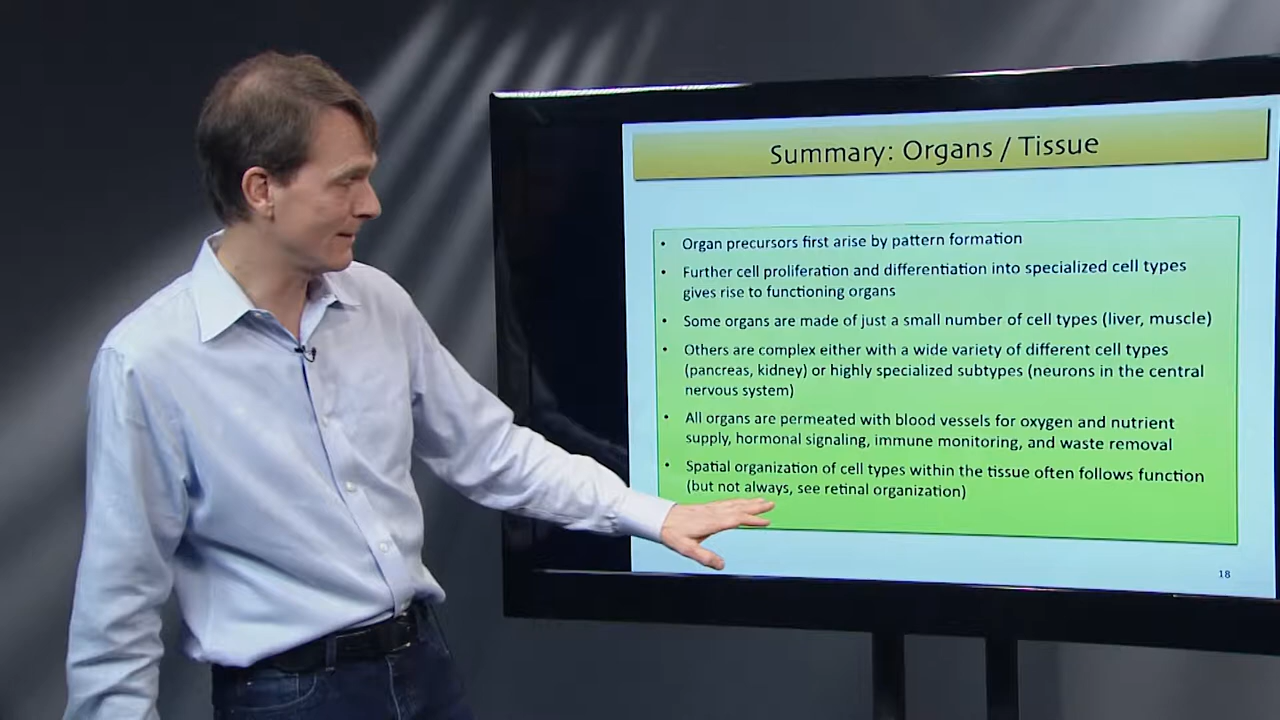 Summary: Organs / Tissue
• Organ precursors first arise by pattern formation
• Further cell proliferation and differentiation into specialized cell types
gives rise to functioning organs
• Some organs are made of just a small number of cell types (liver, muscle)
• Others are complex either with a wide variety of different cell types
(pancreas, kidney) or highly specialized subtypes (neurons in the central
nervous system)
• All organs are permeated with blood vessels for oxygen and nutrient
supply, hormonal signaling, immune monitoring, and waste removal
• Spatial organization of cell types within the tissue often follows function
(but not always, see retinal organization)
18